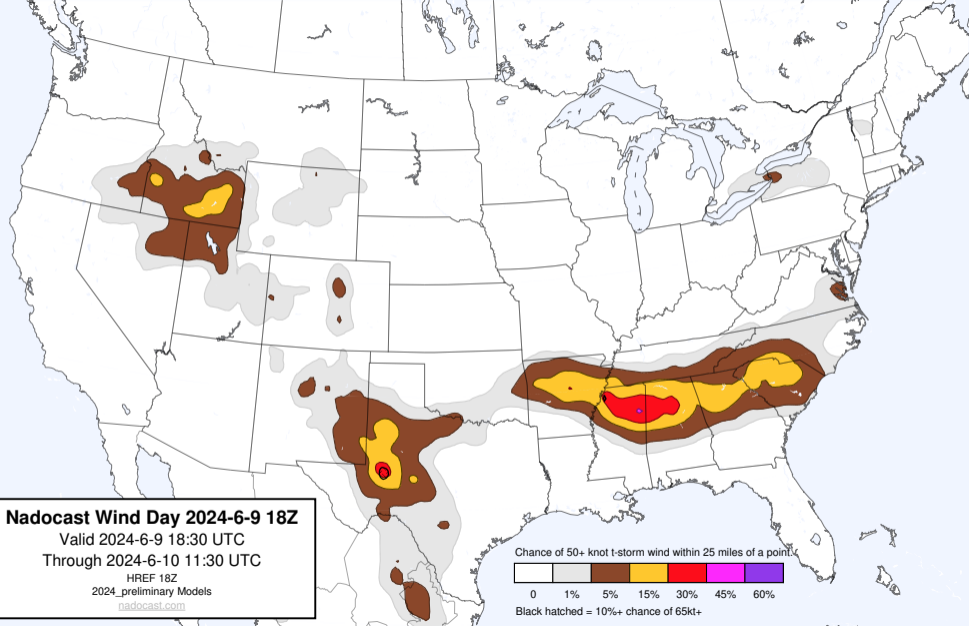 Nadocast Wind Day 2024-6-9 18Z
Valid 2024-6-9 18:30 UTC
Through 2024-6-10 11:30 UTC
HREF 18Z
2024_preliminary Models
nadocast.com
Chance of 50+ knot t-storm wind within 25 miles of a point.
0 1% 5% 15% 30% 45% 60%
Black hatched = 10%+ chance of 65kt+